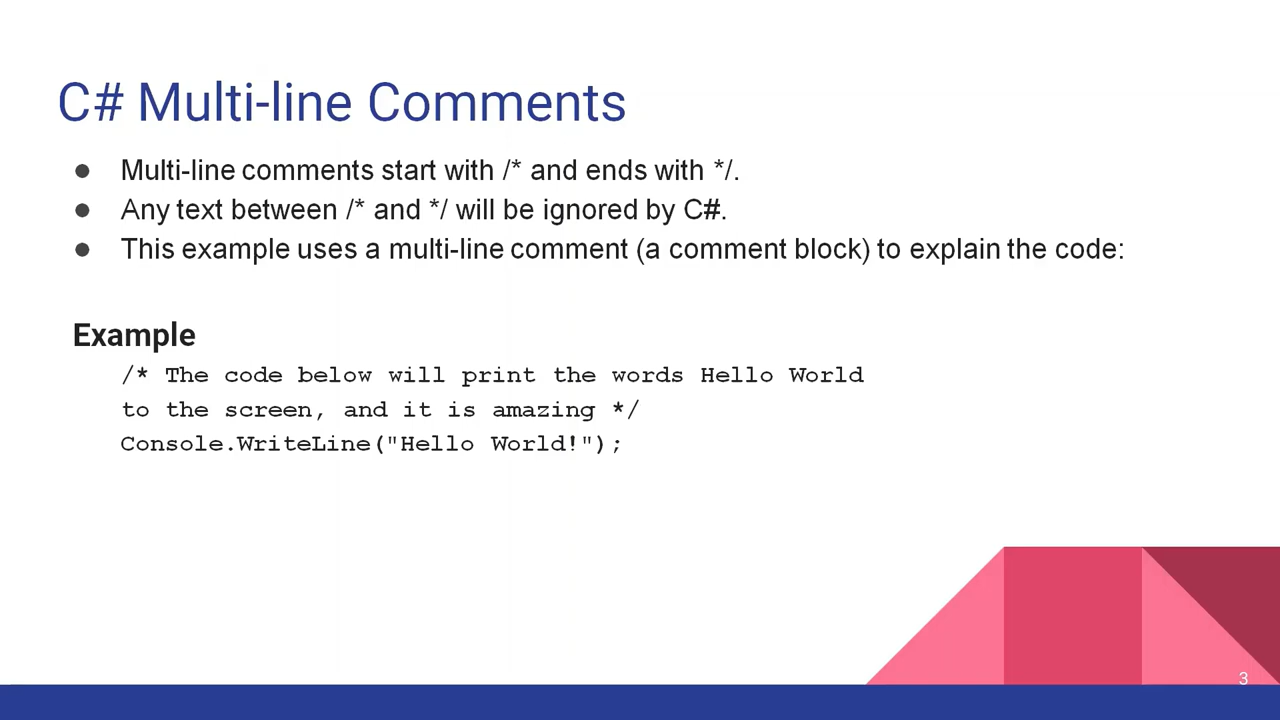 C# Multi-line Comments
● Multi-line comments start with /* and ends with */.
● Any text between /* and */ will be ignored by C#.
● This example uses a multi-line comment (a comment block) to explain the code:
Example
/* The code below will print the words Hello World
to the screen, and it is amazing */
Console.WriteLine("Hello World!");
3